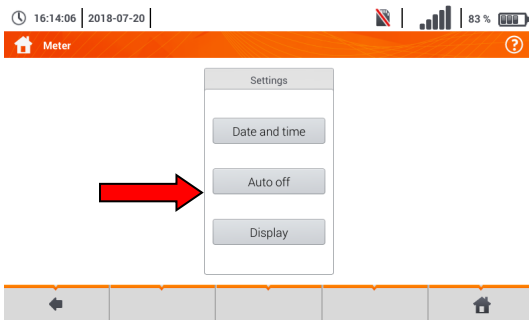 16:14:06 2018-07-20 83 %
Meter ?
Settings
Date and time
Auto off
Display